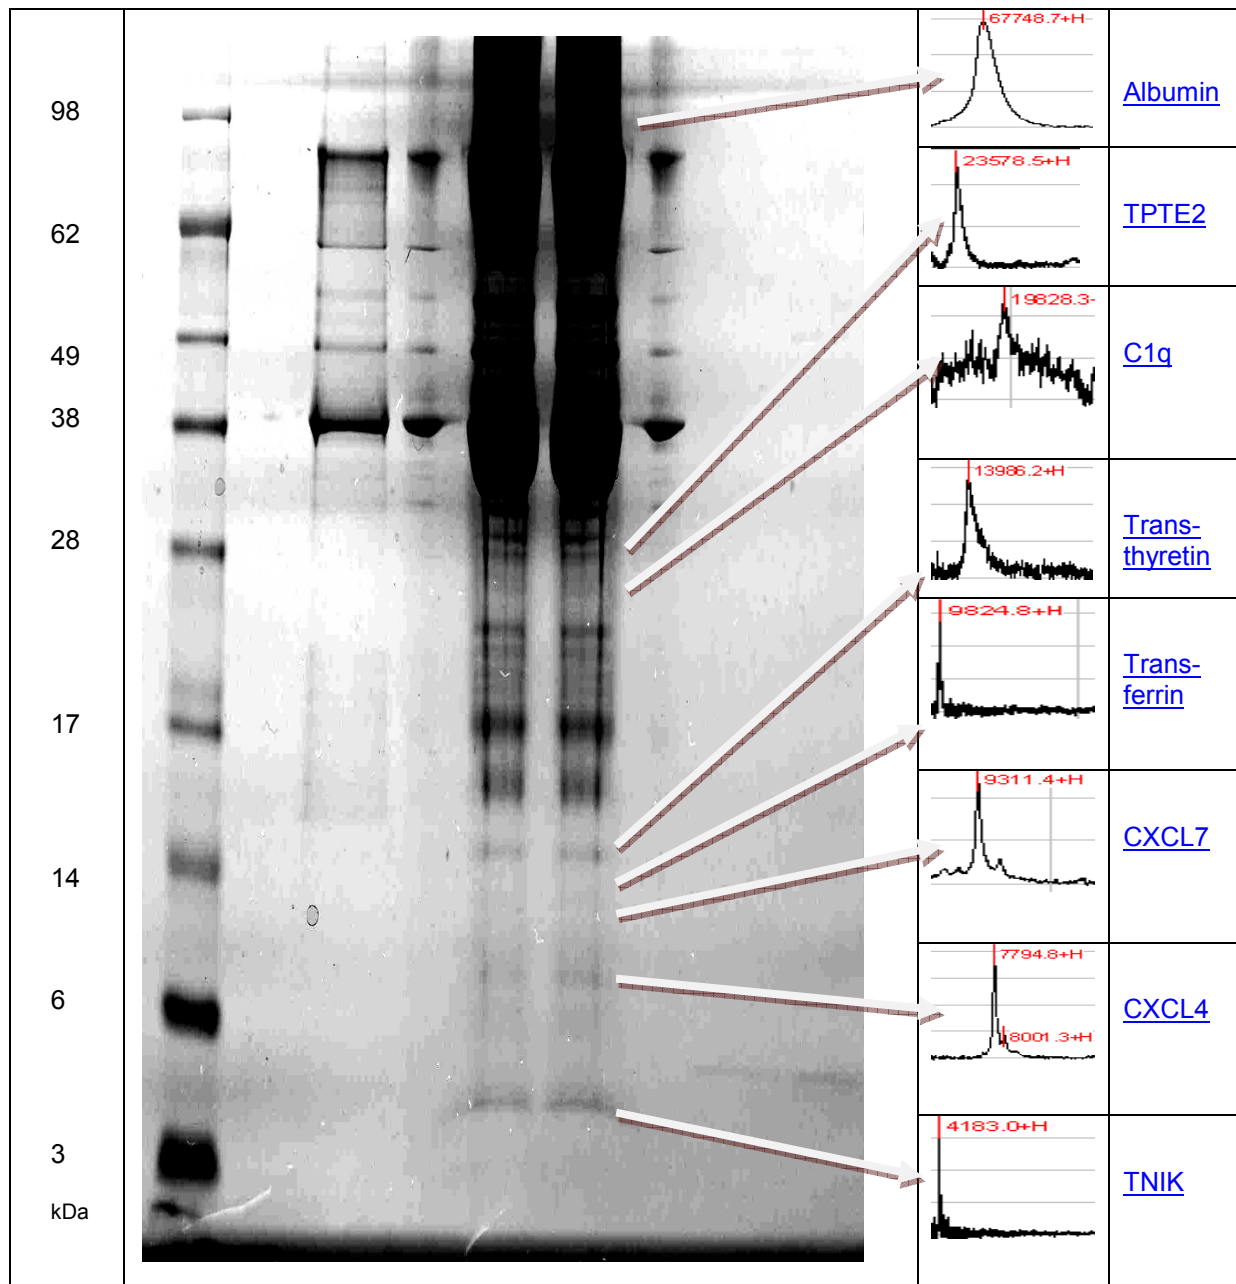 98
62
49
38
28
17
14
6
3
kDa
67748.7+H
Albumin
23578.5+H
TPTE2
19828.3-
C1q
13986.2+H
Trans-
thyretin
9824.8+H
Trans-
ferrin
9311.4+H
CXCL7
7794.8+H
8001.3+H
CXCL4
4183.0+H
TNIK